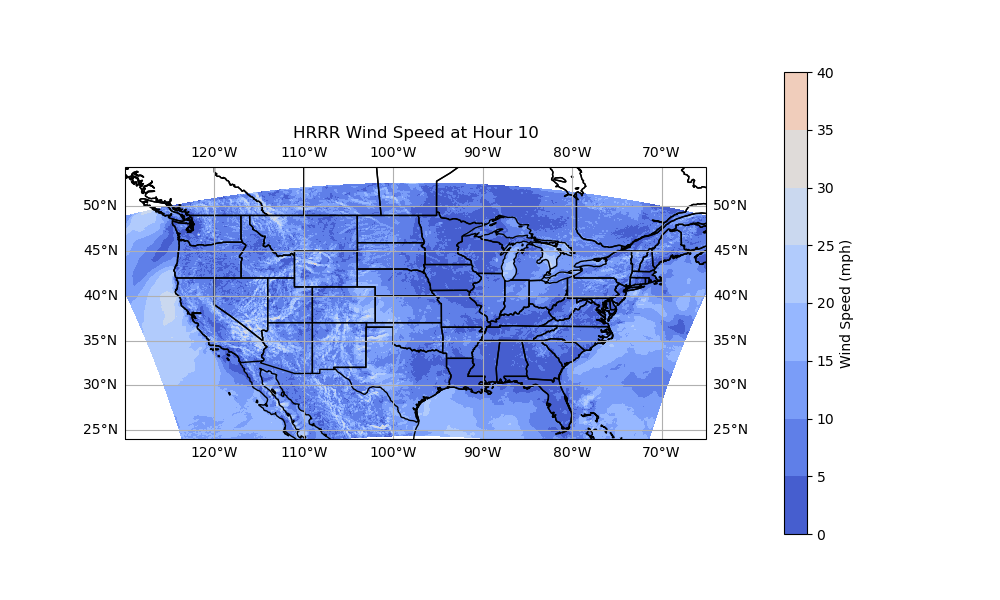 HRRR Wind Speed at Hour 10
120°W 110°W 100°W 90°W 80°W 70°W
50°N 50°N
45°N 45°N
40°N 40°N
35°N 35°N
30°N 30°N
25°N 25°N
120°W 110°W 100°W 90°W 80°W 70°W
40
35
30
25
20
15
10
5
0
Wind Speed (mph)